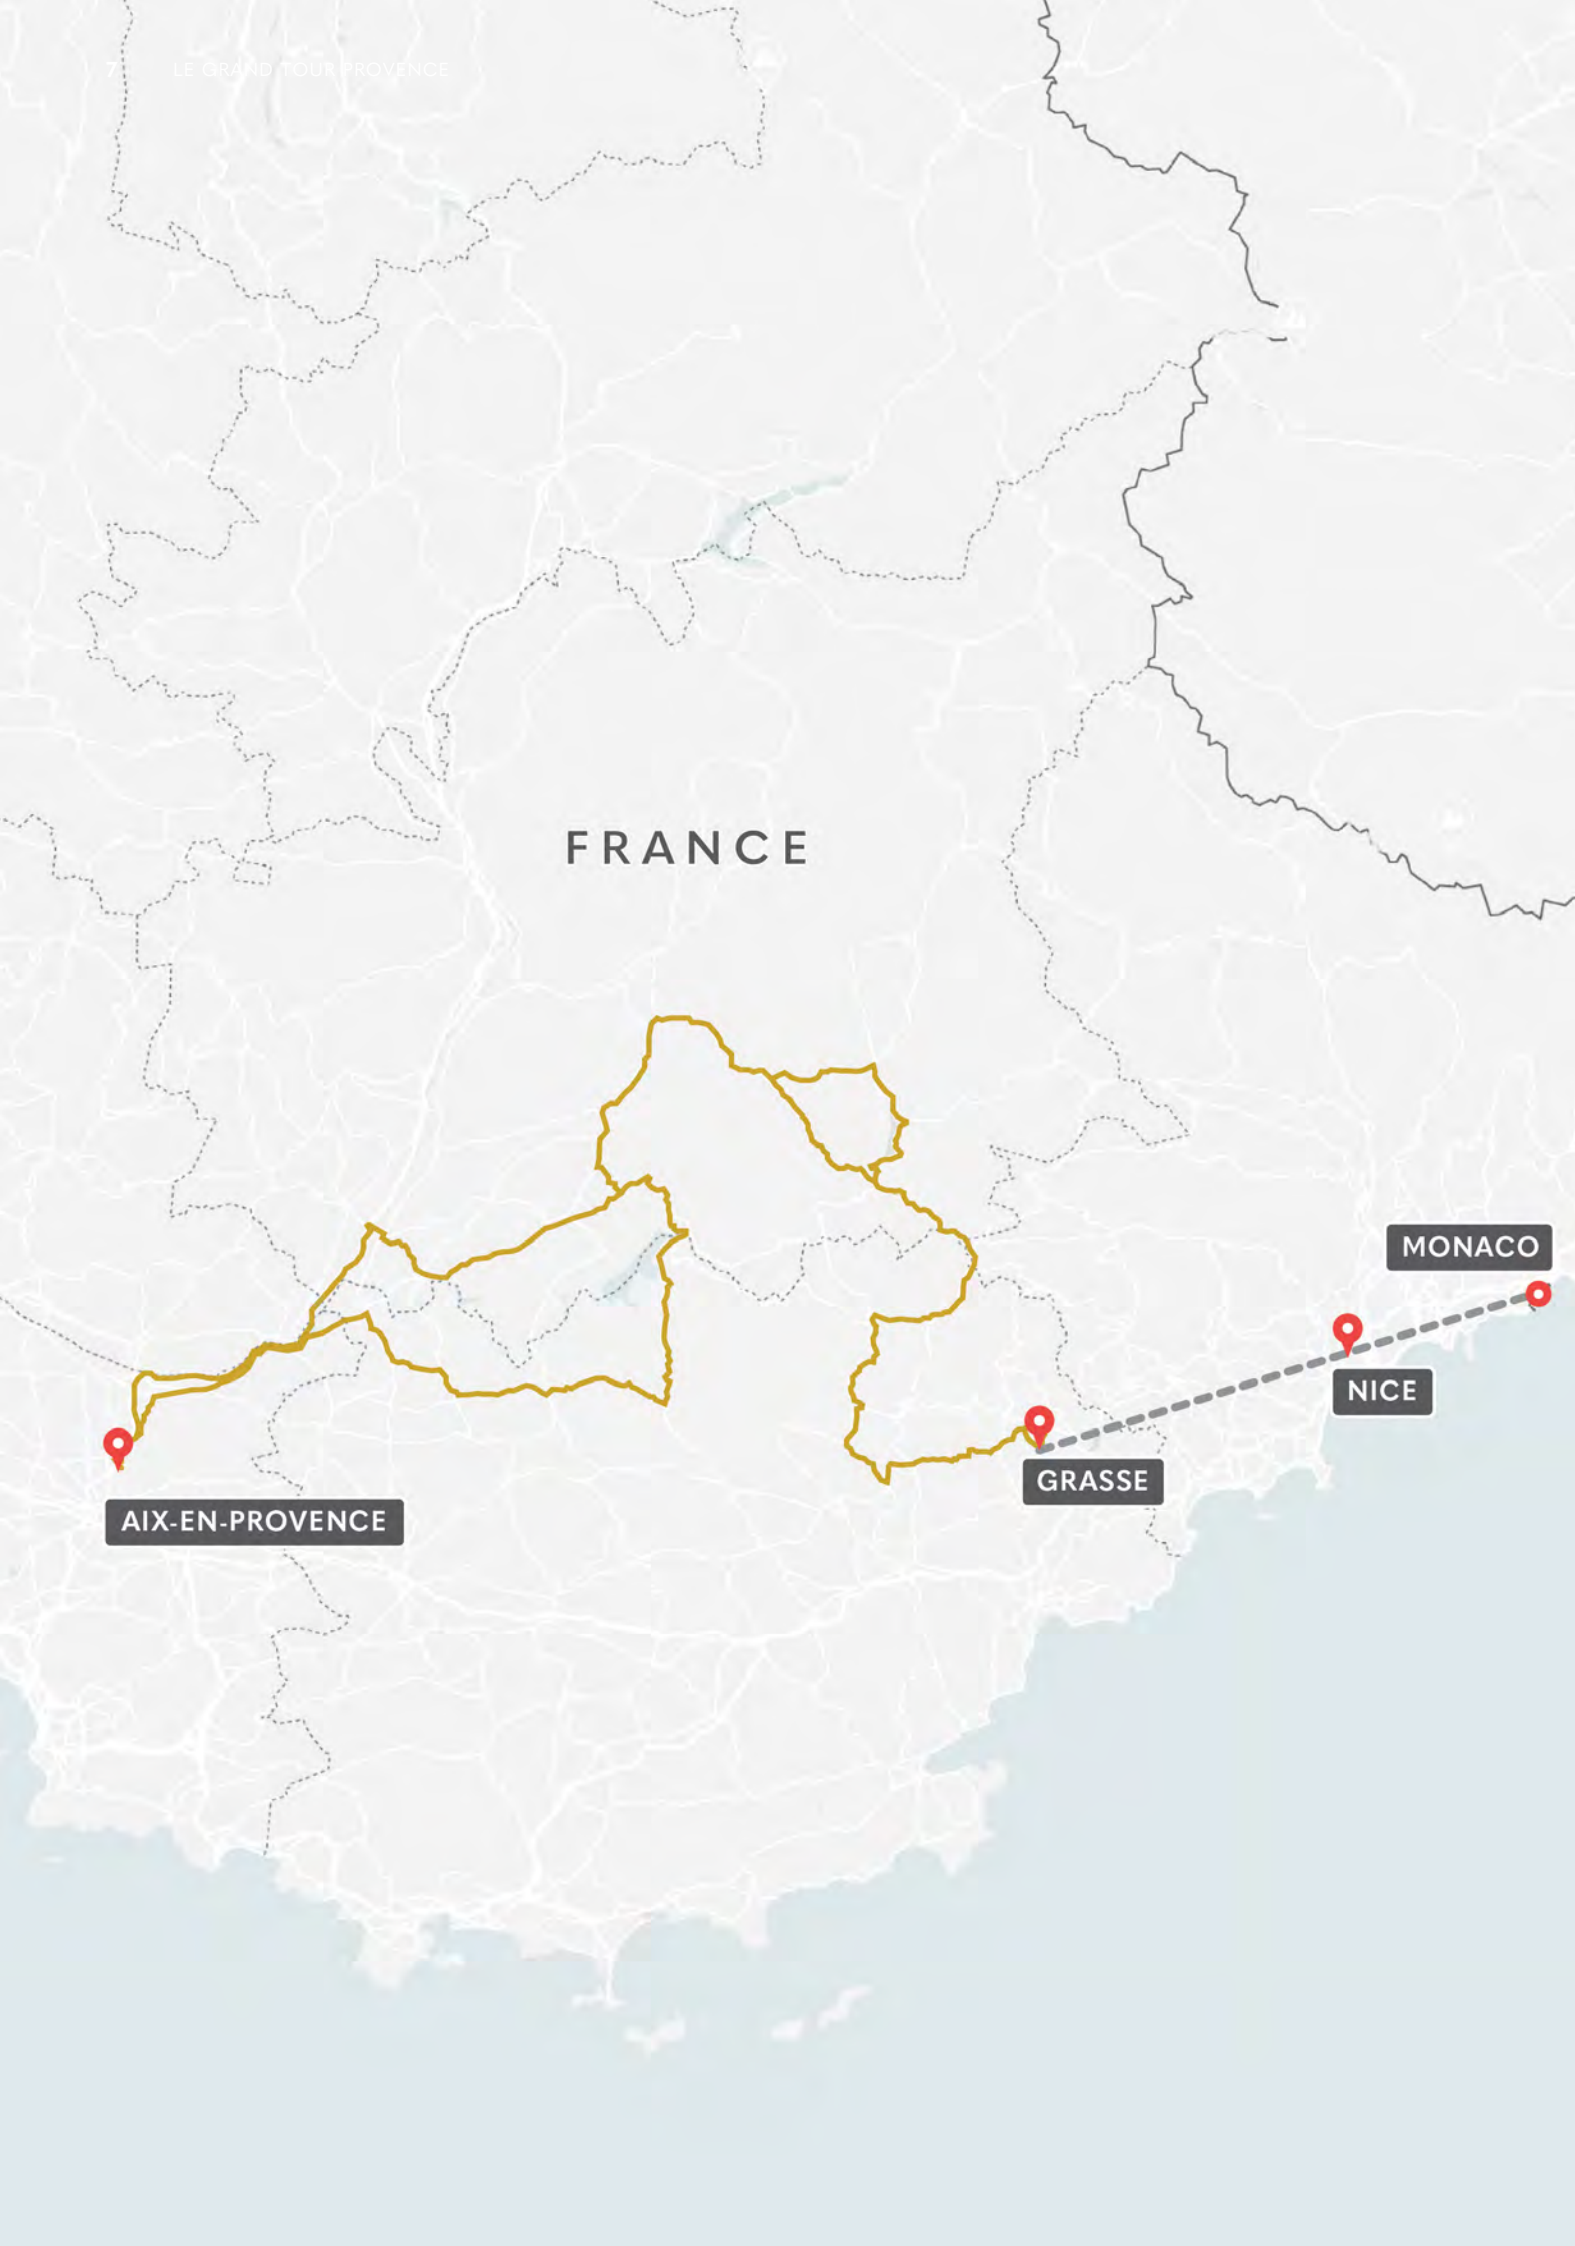 7 LE GRAND TOUR PROVENCE
FRANCE
MONACO
NICE
GRASSE
AIX-EN-PROVENCE